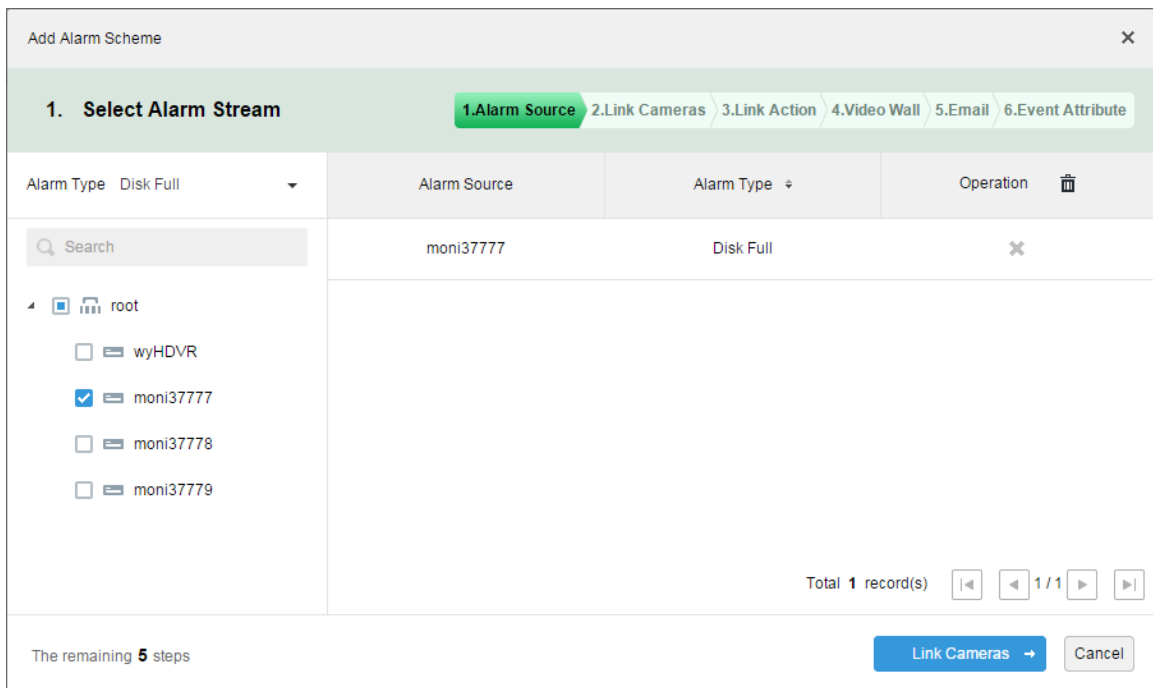 Add Alarm Scheme
1. Select Alarm Stream
1.Alarm Source 2.Link Cameras 3.Link Action 4.Video Wall 5.Email 6.Event Attribute
Alarm Type Disk Full
Alarm Source Alarm Type Operation
Search
moni37777 Disk Full
root
wyHDVR
moni37777
moni37778
moni37779
Total 1 record(s) 1 / 1
The remaining 5 steps
Link Cameras
Cancel